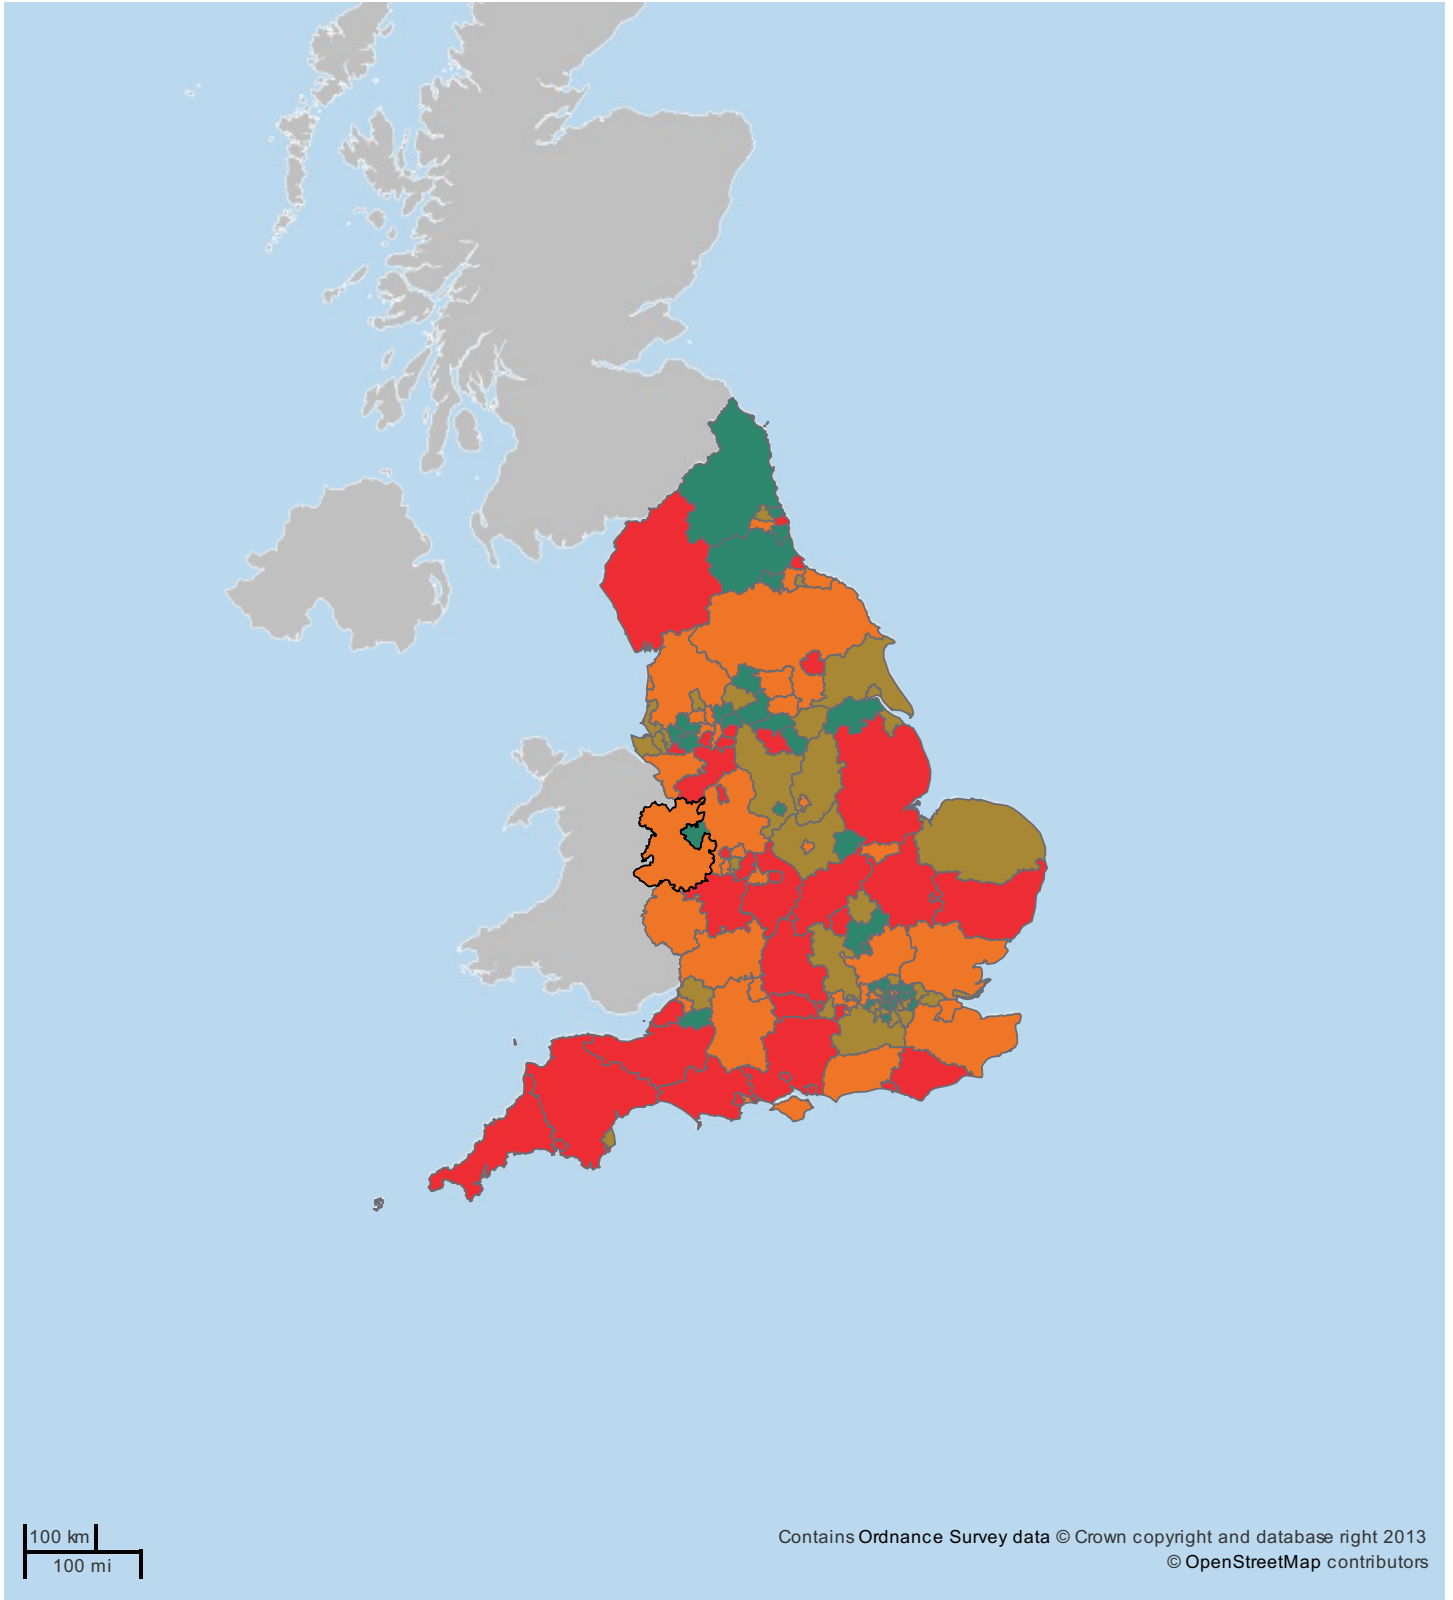 100 km
100 mi
Contains Ordnance Survey data © Crown copyright and database right 2013
© OpenStreetMap contributors